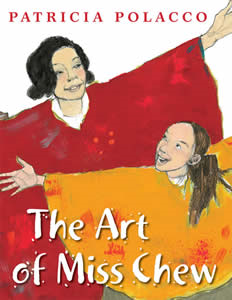 PATRICIA POLACCO
The Art
of Miss Chew